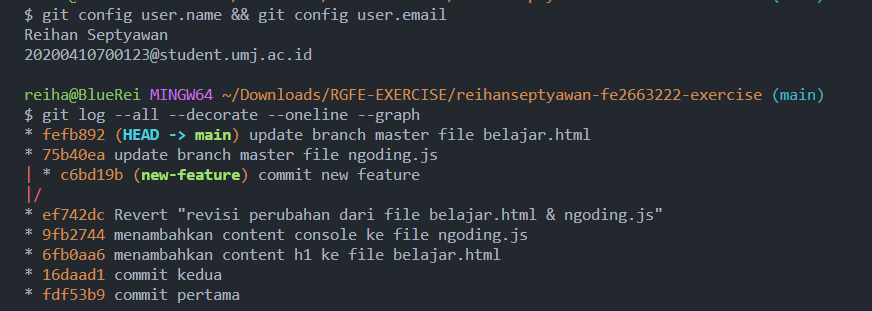 $ git config user.name && git config user.email
Reihan Septyawan
20200410700123@student.umj.ac.id
reiha@BlueRei MINGW64 ~/Downloads/RGFE-EXERCISE/reihanseptyawan-fe2663222-exercise (main)
$ git log --all --decorate --oneline --graph
* fefb892 (HEAD -> main) update branch master file belajar.html
* 75b40ea update branch master file ngoding.js
| * c6bd19b (new-feature) commit new feature
|/
* ef742dc Revert "revisi perubahan dari file belajar.html & ngoding.js"
* 9fb2744 menambahkan content console ke file ngoding.js
* 6fb0aa6 menambahkan content h1 ke file belajar.html
* 16daad1 commit kedua
* fdf53b9 commit pertama